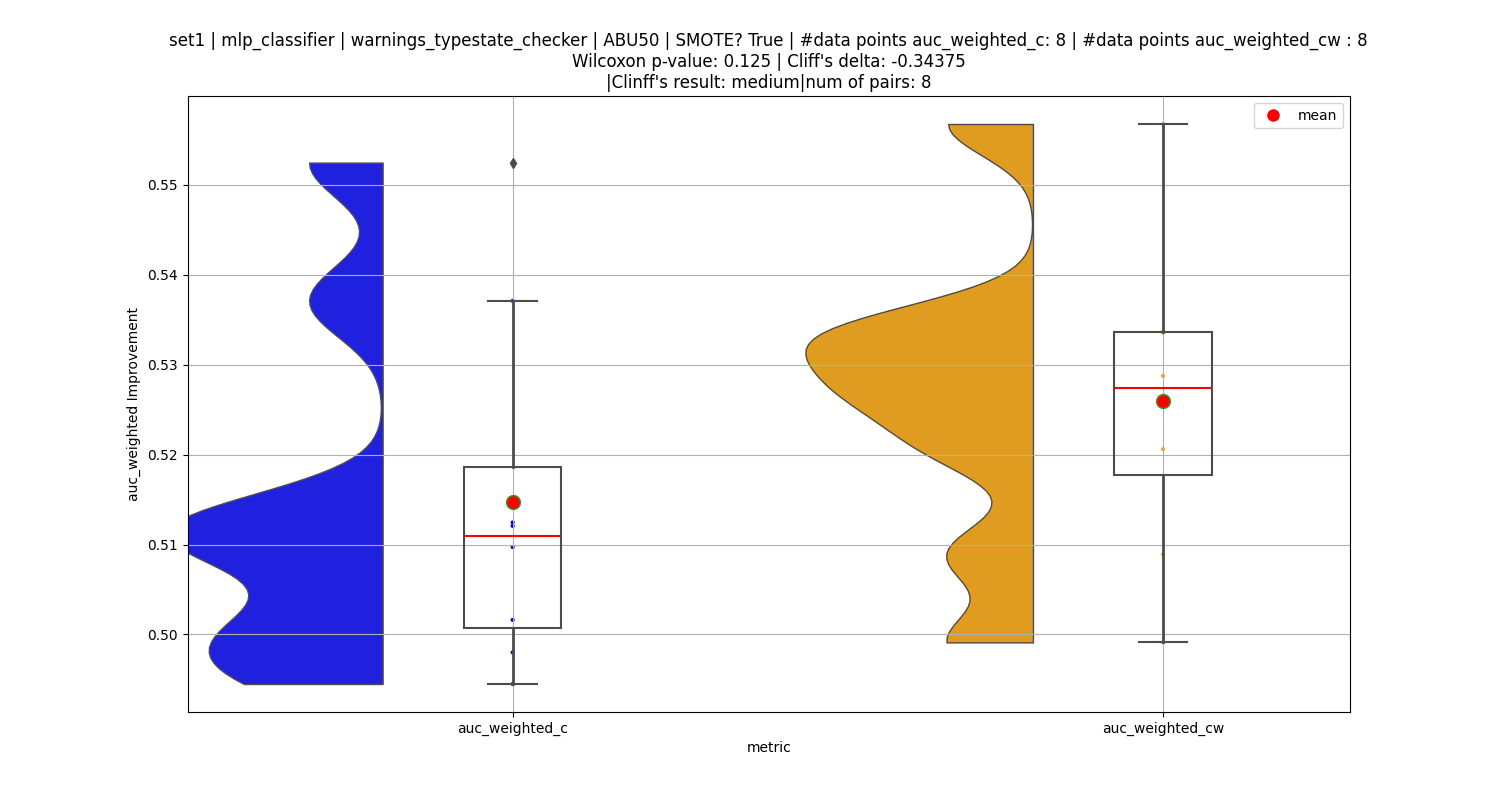 set1 | mlp_classifier | warnings_typestate_checker | ABU50 | SMOTE? True | #data points auc_weighted_c: 8 | #data points auc_weighted_cw : 8
Wilcoxon p-value: 0.125 | Cliff's delta: -0.34375
|Clinff's result: medium|num of pairs: 8
mean
auc_weighted Improvement
0.55
0.54
0.53
0.52
0.51
0.50
auc_weighted_c
auc_weighted_cw
metric